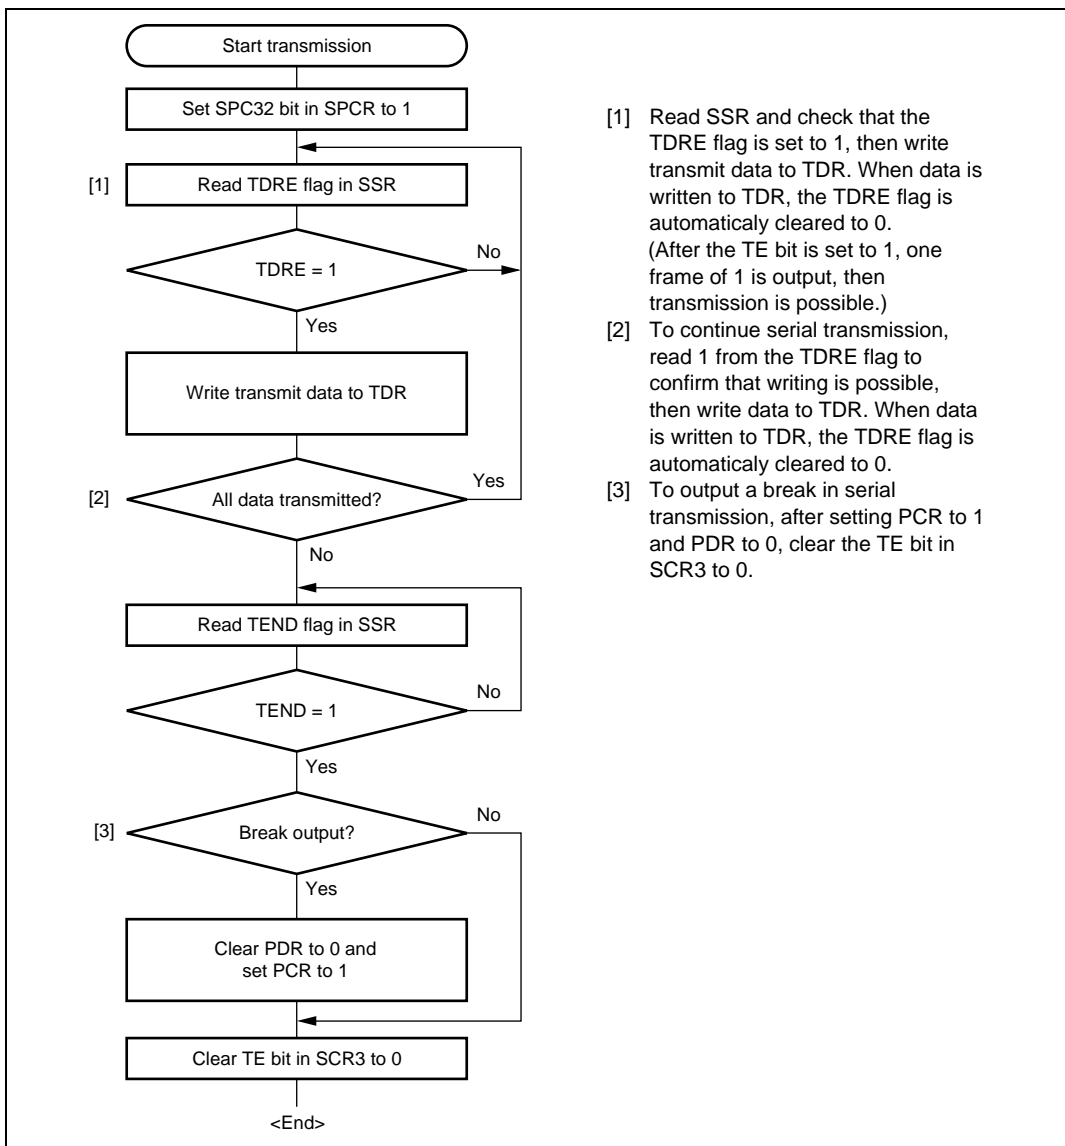 Start transmission
Set SPC32 bit in SPCR to 1
[1]
Read TDRE flag in SSR
TDRE = 1
No
Yes
Write transmit data to TDR
[2]
All data transmitted?
Yes
No
Read TEND flag in SSR
TEND = 1
No
Yes
[3]
Break output?
No
Yes
Clear PDR to 0 and
set PCR to 1
Clear TE bit in SCR3 to 0
<End>
[1] Read SSR and check that the
TDRE flag is set to 1, then write
transmit data to TDR. When data is
written to TDR, the TDRE flag is
automaticaly cleared to 0.
(After the TE bit is set to 1, one
frame of 1 is output, then
transmission is possible.)
[2] To continue serial transmission,
read 1 from the TDRE flag to
confirm that writing is possible,
then write data to TDR. When data
is written to TDR, the TDRE flag is
automaticaly cleared to 0.
[3] To output a break in serial
transmission, after setting PCR to 1
and PDR to 0, clear the TE bit in
SCR3 to 0.